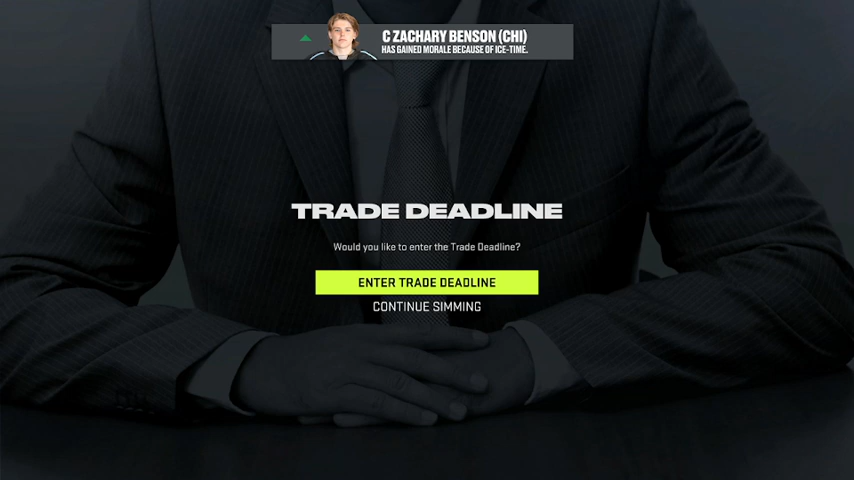 C ZACHARY BENSON (CHI)
HAS GAINED MORALE BECAUSE OF ICE-TIME.
TRADE DEADLINE
Would you like to enter the Trade Deadline?
ENTER TRADE DEADLINE
CONTINUE SIMMING